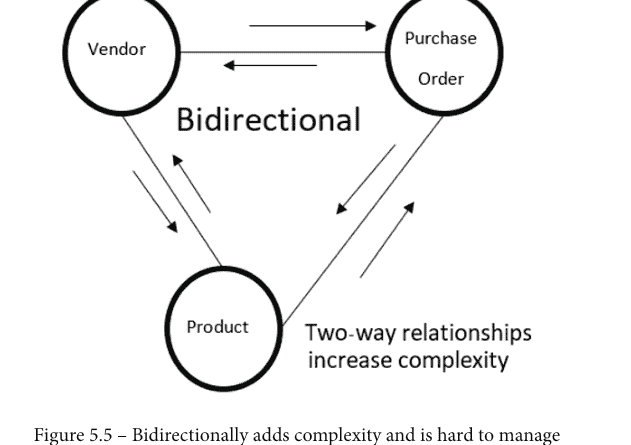 Vendor
Purchase
Order
Bidirectional
Product
Two-way relationships
increase complexity
Figure 5.5 – Bidirectionally adds complexity and is hard to manage